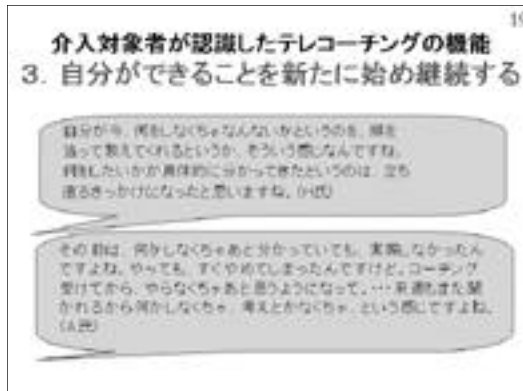 19
介入対象者が認識したテレコーチングの機能
3. 自分ができることを新たに始め継続する
自分が今、何をしなくちゃなんないかというのを、順を
追って教えてくれるというか、そういう感じなんですね。
何をしたいかが具体的に分かってきたというのは、立ち
直るきっかけになったと思いますね。(H氏)
その前は、何かしなくちゃあと分かっていても、実際しなかったん
ですよね。やっても、すぐやめてしまったんですけど。コーチング
受けてから、やらなくちゃあと思うようになって。…来週もまた聞
かれるから何かしなくちゃ、考えとかなくちゃ、という感じですよね。
(A氏)